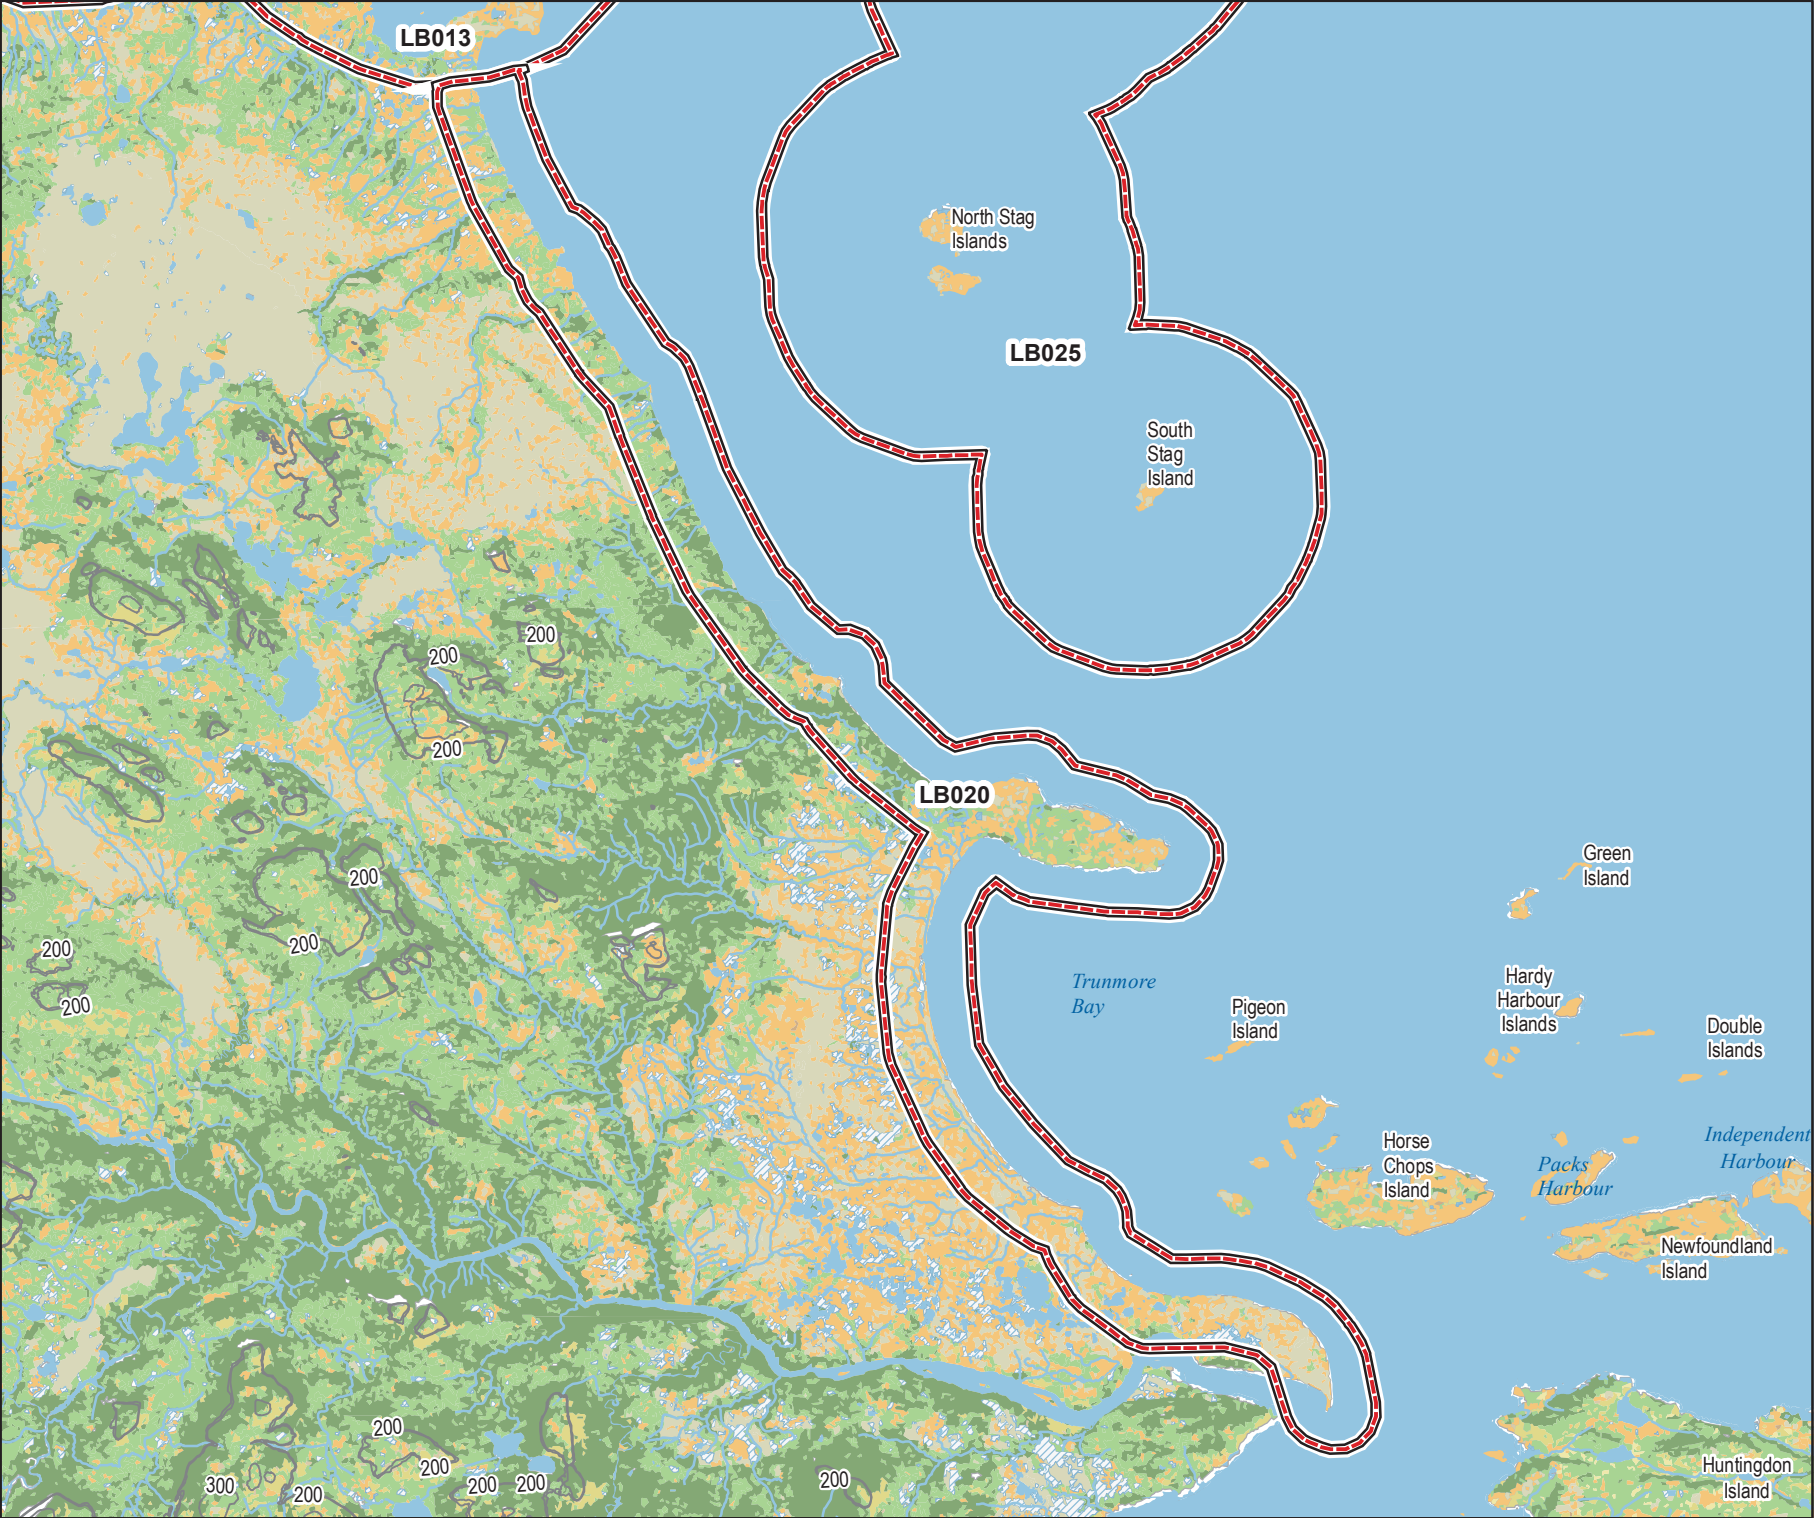 LB013
North Stag
Islands
LB025
South
Stag
Island
200
200
200
LB020
Green
Island
200
200
200
200
Trunmore
Bay
Pigeon
Island
Hardy
Harbour
Islands
Double
Islands
Horse
Chops
Island
Packs
Harbour
Independent
Harbour
Newfoundland
Island
200
200
300
200
200
200
200
Huntingdon
Island